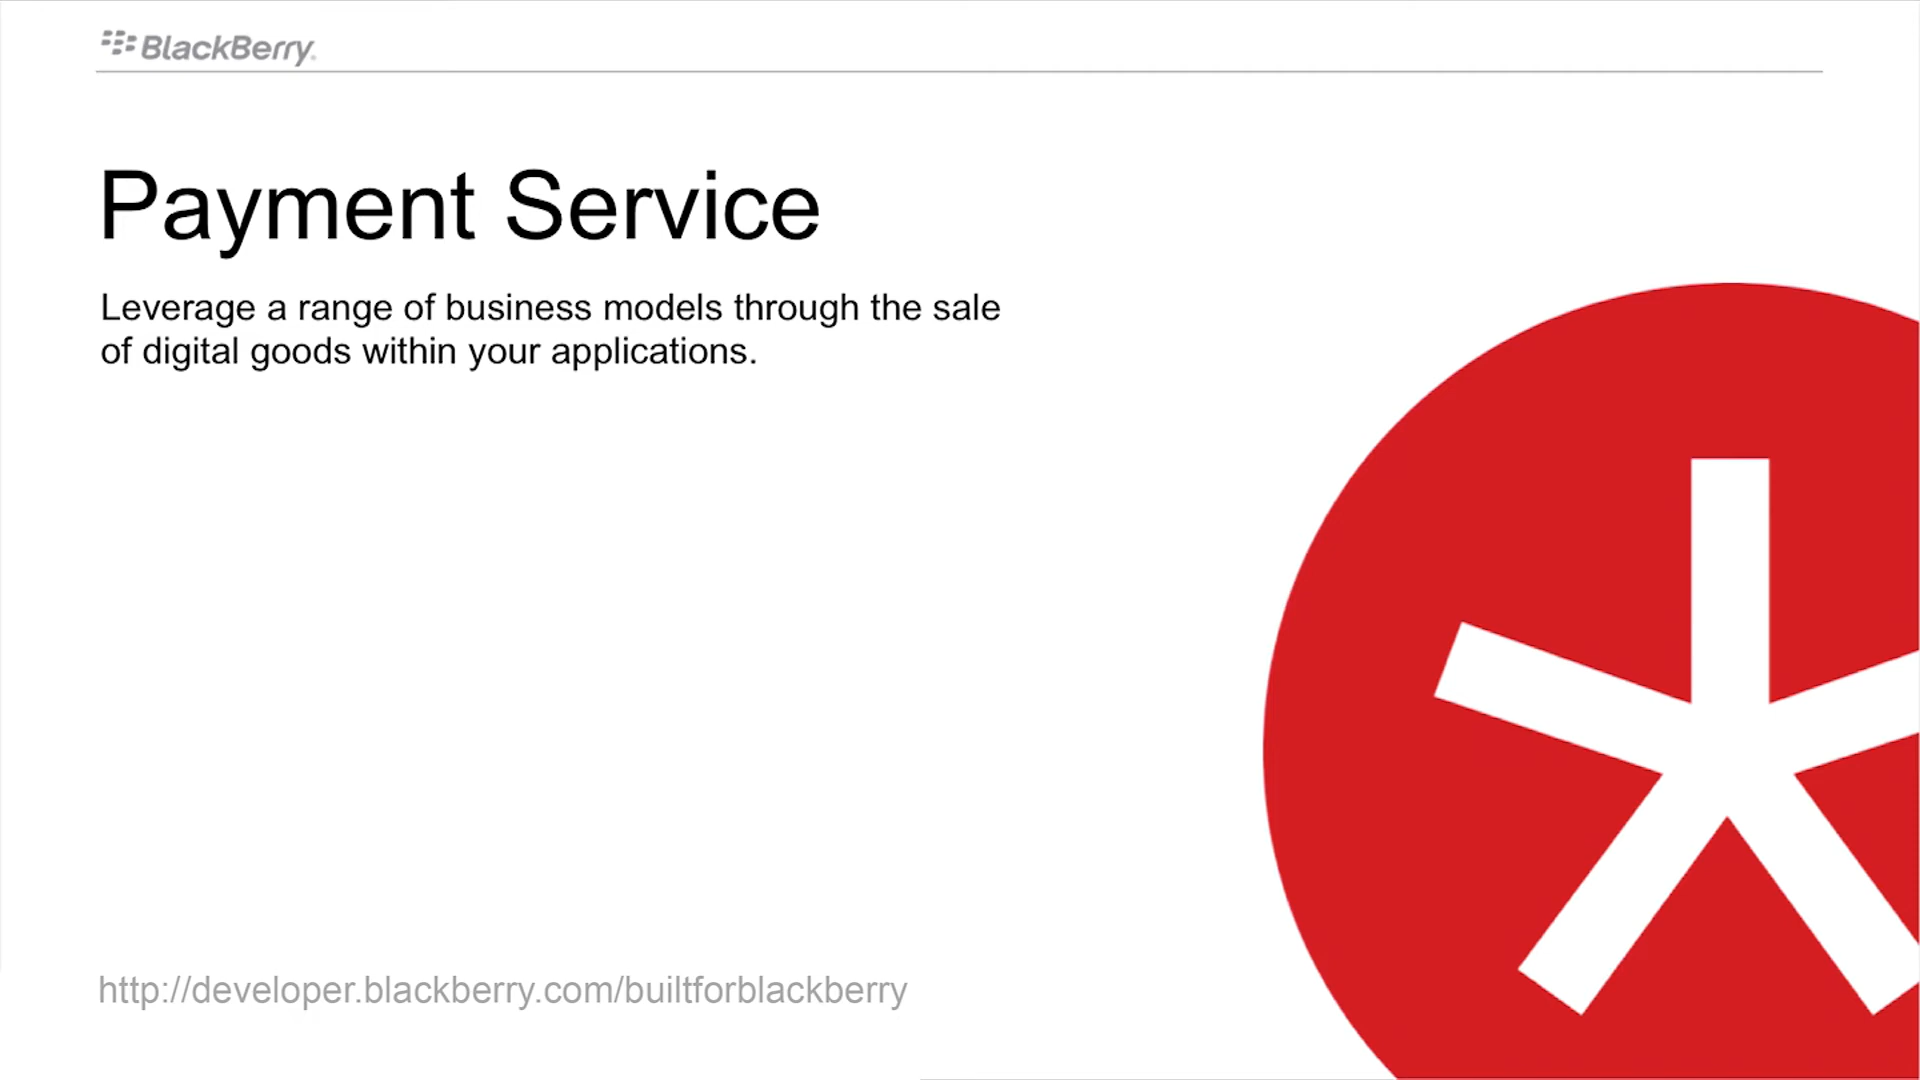 BlackBerry
Payment Service
Leverage a range of business models through the sale
of digital goods within your applications.
http://developer.blackberry.com/builtforblackberry